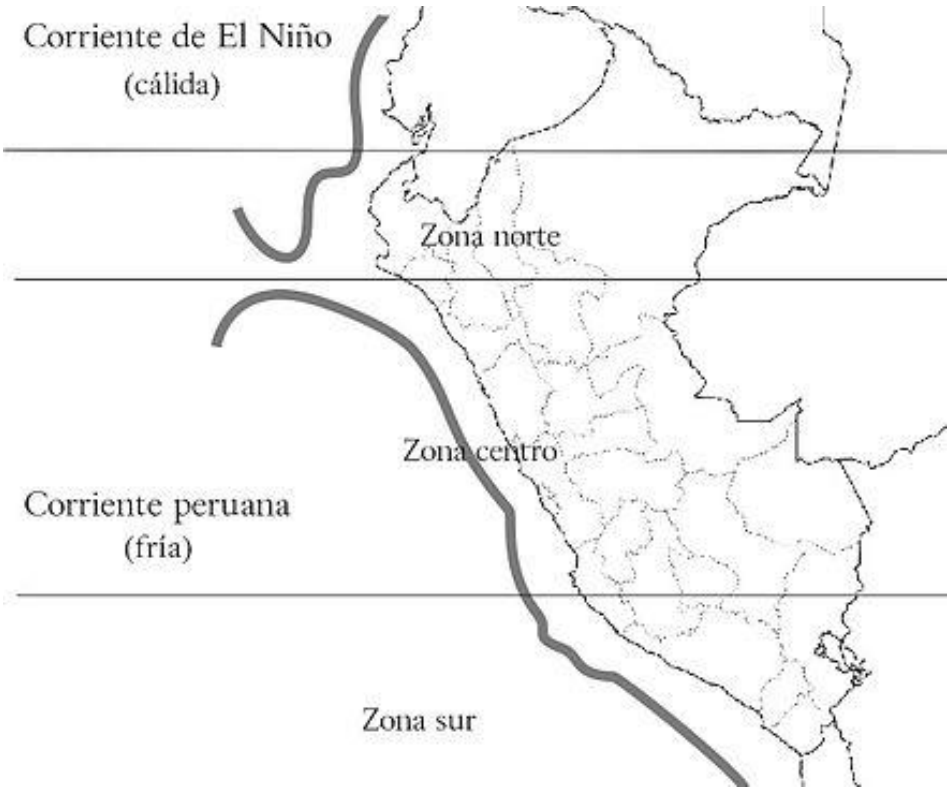 Corriente de El Niño
(cálida)
Zona norte
Zona centro
Corriente peruana
(fría)
Zona sur